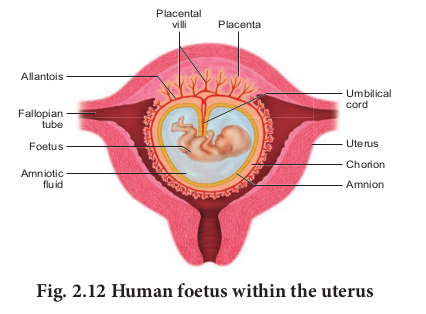 Placental
villi
Placenta
Allantois
Fallopian
tube
Foetus
Amniotic
fluid
Umbilical
cord
Uterus
Chorion
Amnion
Fig. 2.12 Human foetus within the uterus